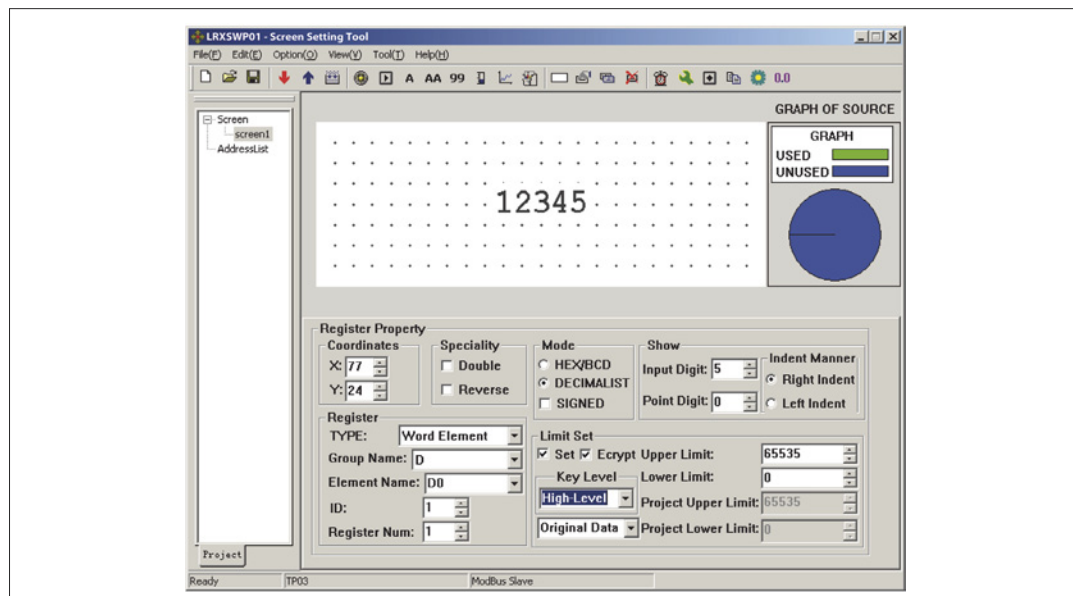 LRXSWP01 - Screen Setting Tool
File(F) Edit(E) Option(O) View(V) Tool(T) Help(H)
A AA 99 0.0
Screen
screen1
AddressList
GRAPH OF SOURCE
GRAPH
USED
UNUSED
12345
Register Property
Coordinates
X: 77
Y: 24
Speciality
Double
Reverse
Mode
HEX/BCD
DECIMALIST
SIGNED
Show
Input Digit: 5
Point Digit: 0
Indent Manner
Right Indent
Left Indent
Register
TYPE: Word Element
Group Name: D
Element Name: D0
ID: 1
Register Num: 1
Limit Set
Set Ecrypt Upper Limit: 65535
Key Level Lower Limit: 0
High-Level Project Upper Limit: 65535
Original Data Project Lower Limit: 0
Project
Ready TP03 ModBus Slave